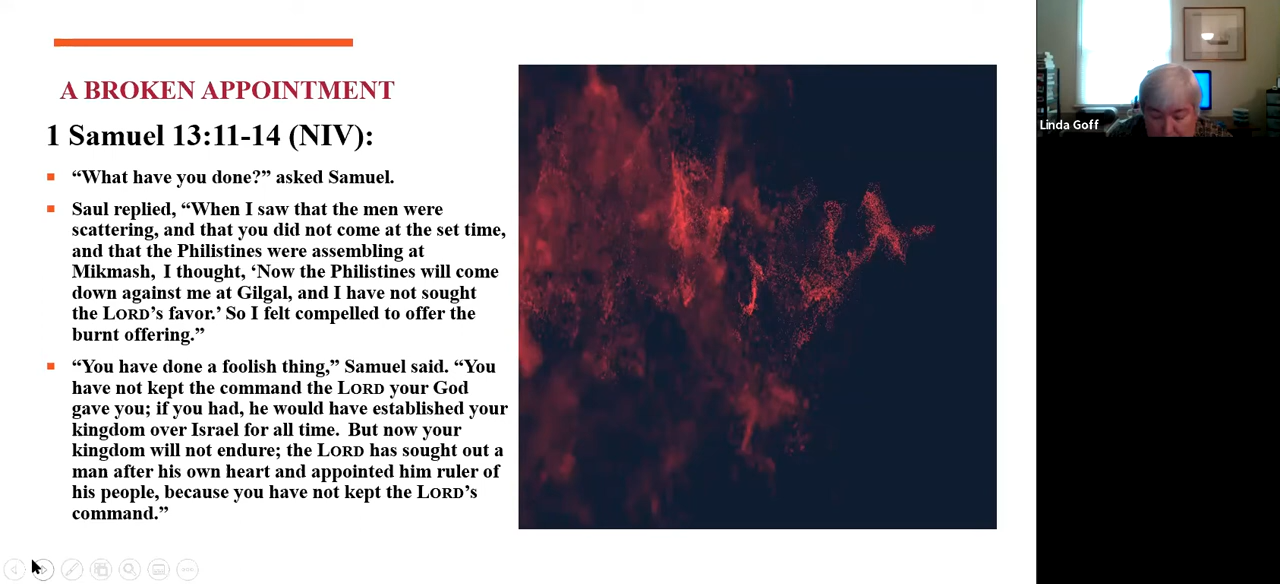 A BROKEN APPOINTMENT
1 Samuel 13:11-14 (NIV):
“What have you done?” asked Samuel.
Saul replied, “When I saw that the men were
scattering, and that you did not come at the set time,
and that the Philistines were assembling at
Mikmash, I thought, ‘Now the Philistines will come
down against me at Gilgal, and I have not sought
the LORD’s favor.’ So I felt compelled to offer the
burnt offering.”
“You have done a foolish thing,” Samuel said. “You
have not kept the command the LORD your God
gave you; if you had, he would have established your
kingdom over Israel for all time. But now your
kingdom will not endure; the LORD has sought out a
man after his own heart and appointed him ruler of
his people, because you have not kept the LORD’s
command.”
Linda Goff